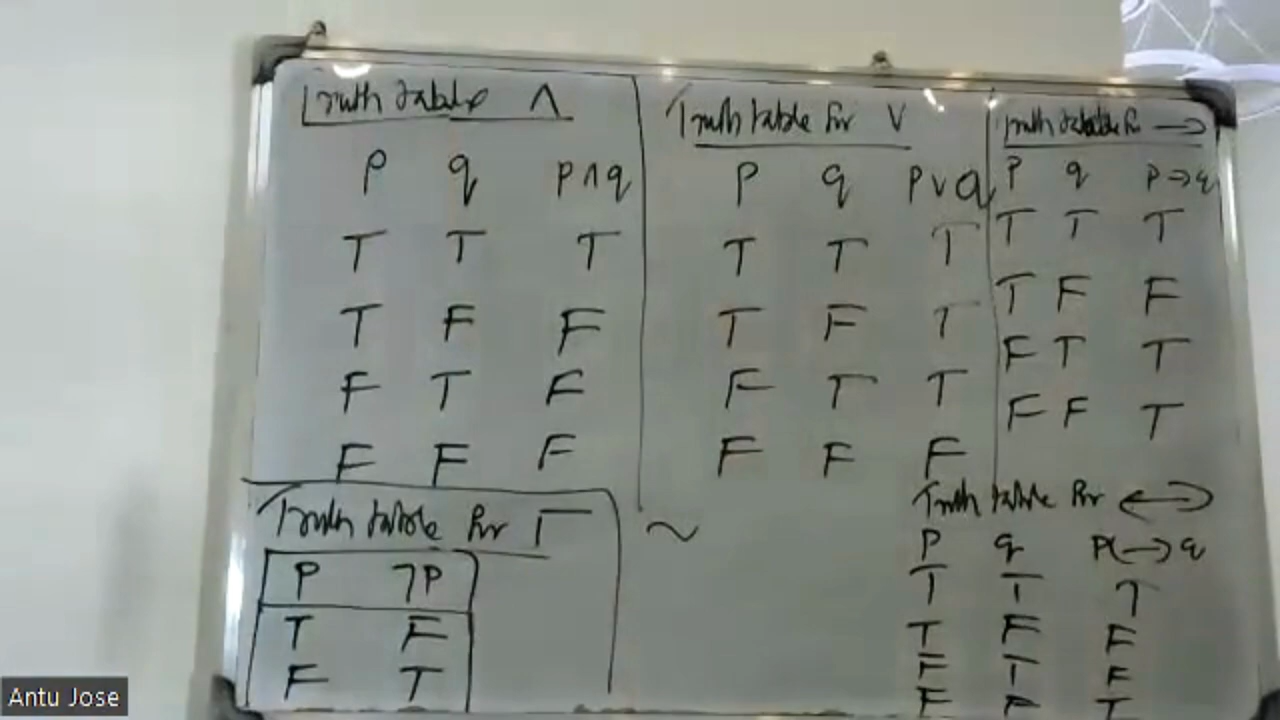 Truth table ∧
P q P∧q
T T T
T F F
F T F
F F F
Truth table for ∨
P q P∨q
T T T
T F T
F T T
F F F
Truth table for →
P q P→q
T T T
T F F
F T T
F F T
Truth table for ⌐
P ¬P
T F
F T
~
Truth table for ↔
P q P↔q
T T T
T F F
F T F
F F T
Antu Jose